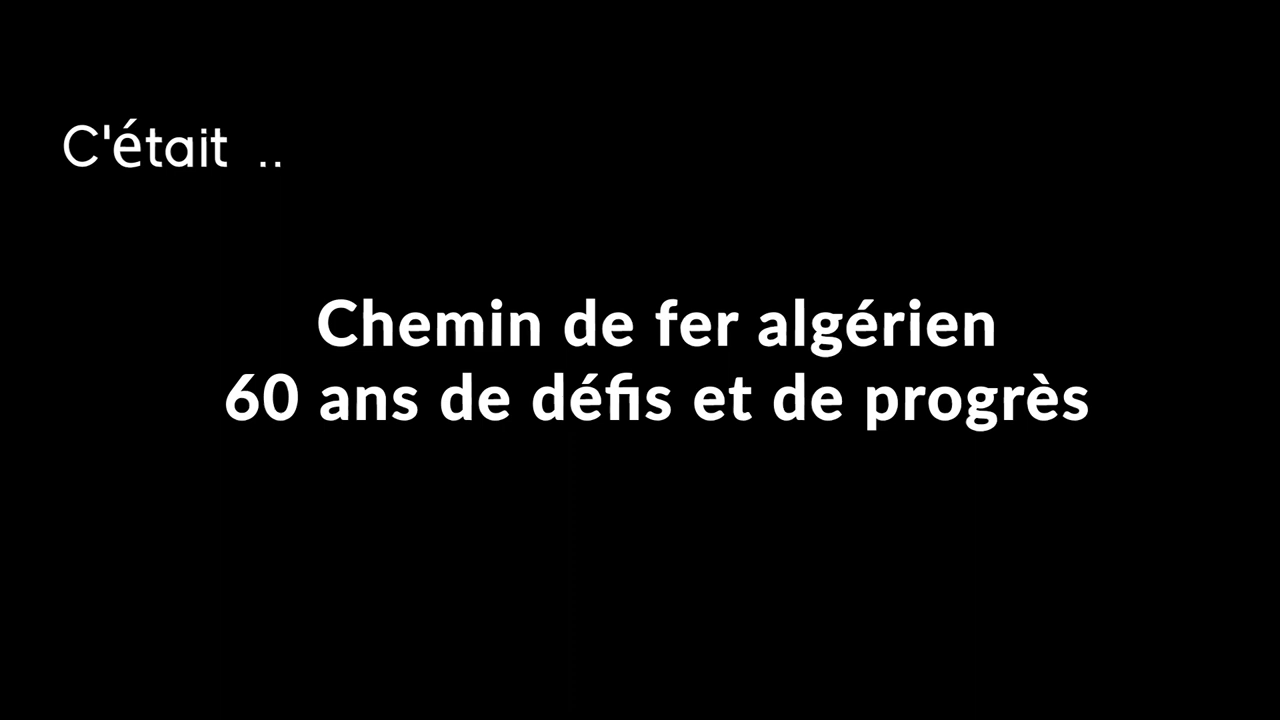 C'était ..
Chemin de fer algérien
60 ans de défis et de progrès